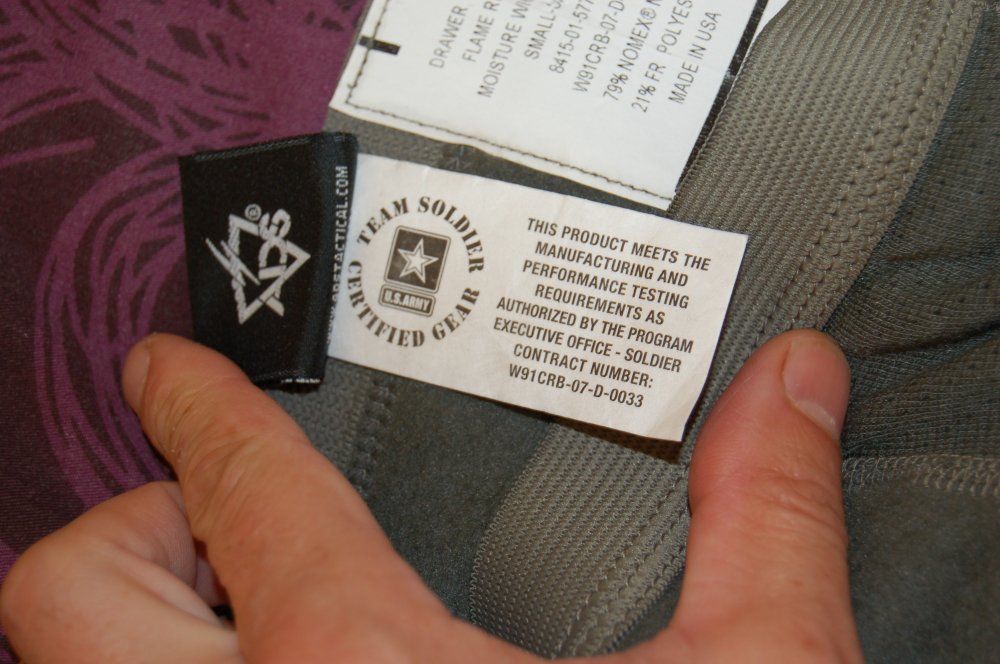 DRAWER
FLAME R
MOISTURE WI
SMALL-
8415-01-577
W91CRB-07-D
79% NOMEX® 
21% FR POLYES
MADE IN USA
TEAM SOLDIER
U.S.ARMY
CERTIFIED GEAR
THIS PRODUCT MEETS THE
MANUFACTURING AND
PERFORMANCE TESTING
REQUIREMENTS AS
AUTHORIZED BY THE PROGRAM
EXECUTIVE OFFICE - SOLDIER
CONTRACT NUMBER:
W91CRB-07-D-0033